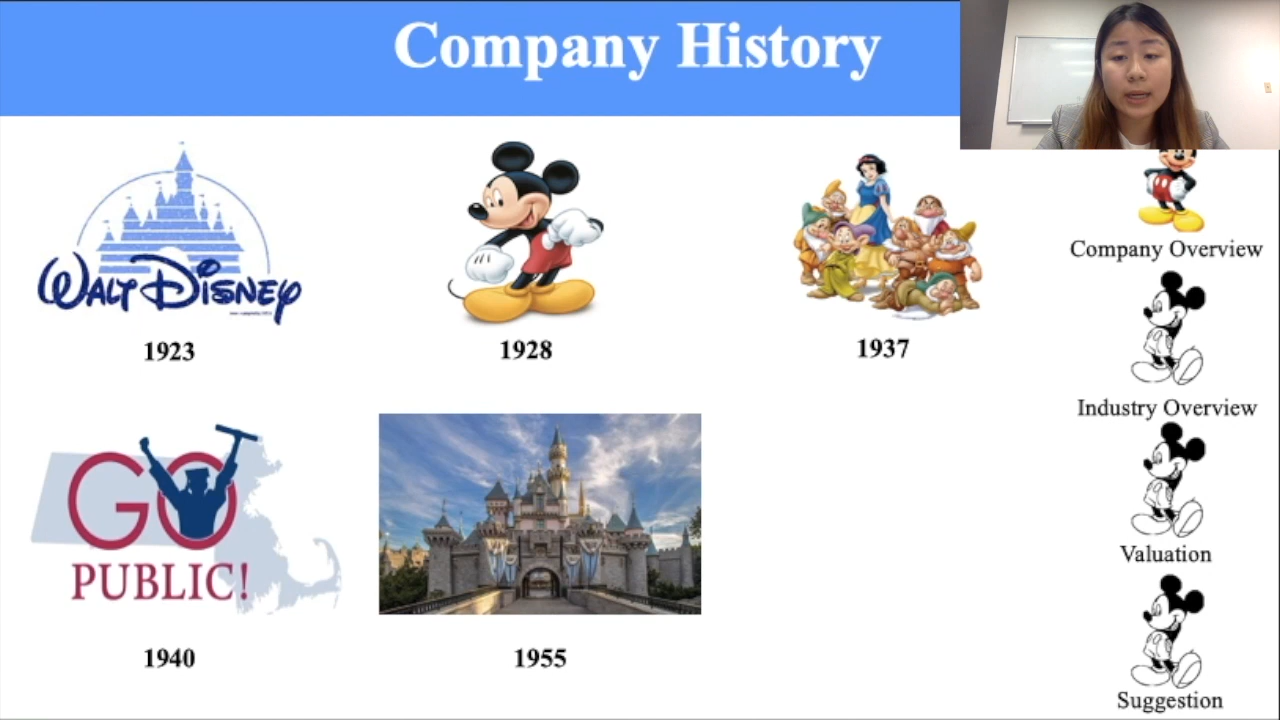 Company History
WALT DISNEY
1923
1928
1937
GO
PUBLIC!
1940
1955
Company Overview
Industry Overview
Valuation
Suggestion